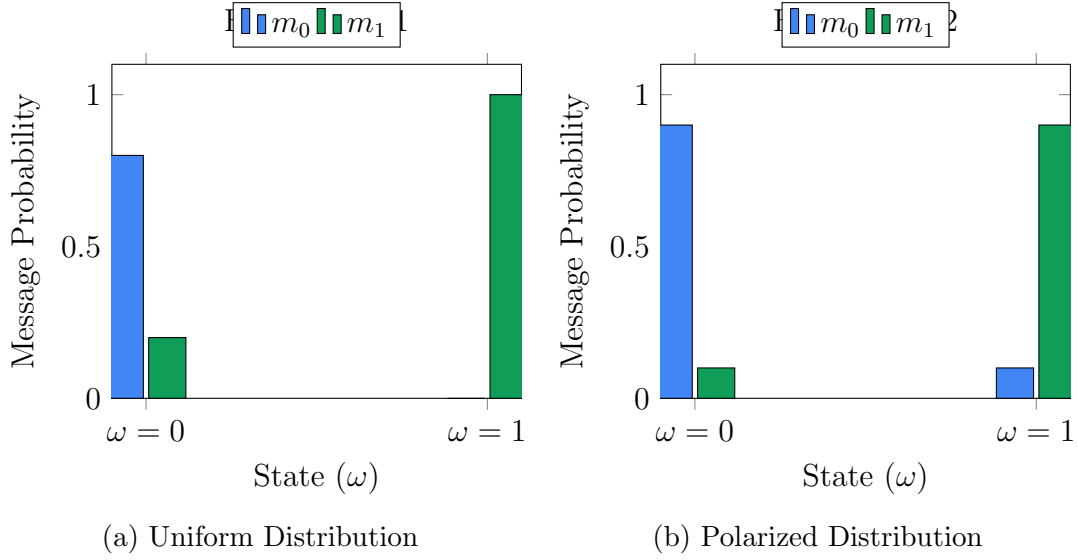 m₀ m₁
1
0.5
0
Message Probability
ω = 0 ω = 1
State (ω)
(a) Uniform Distribution
m₀ m₁ 2
1
0.5
0
Message Probability
ω = 0 ω = 1
State (ω)
(b) Polarized Distribution